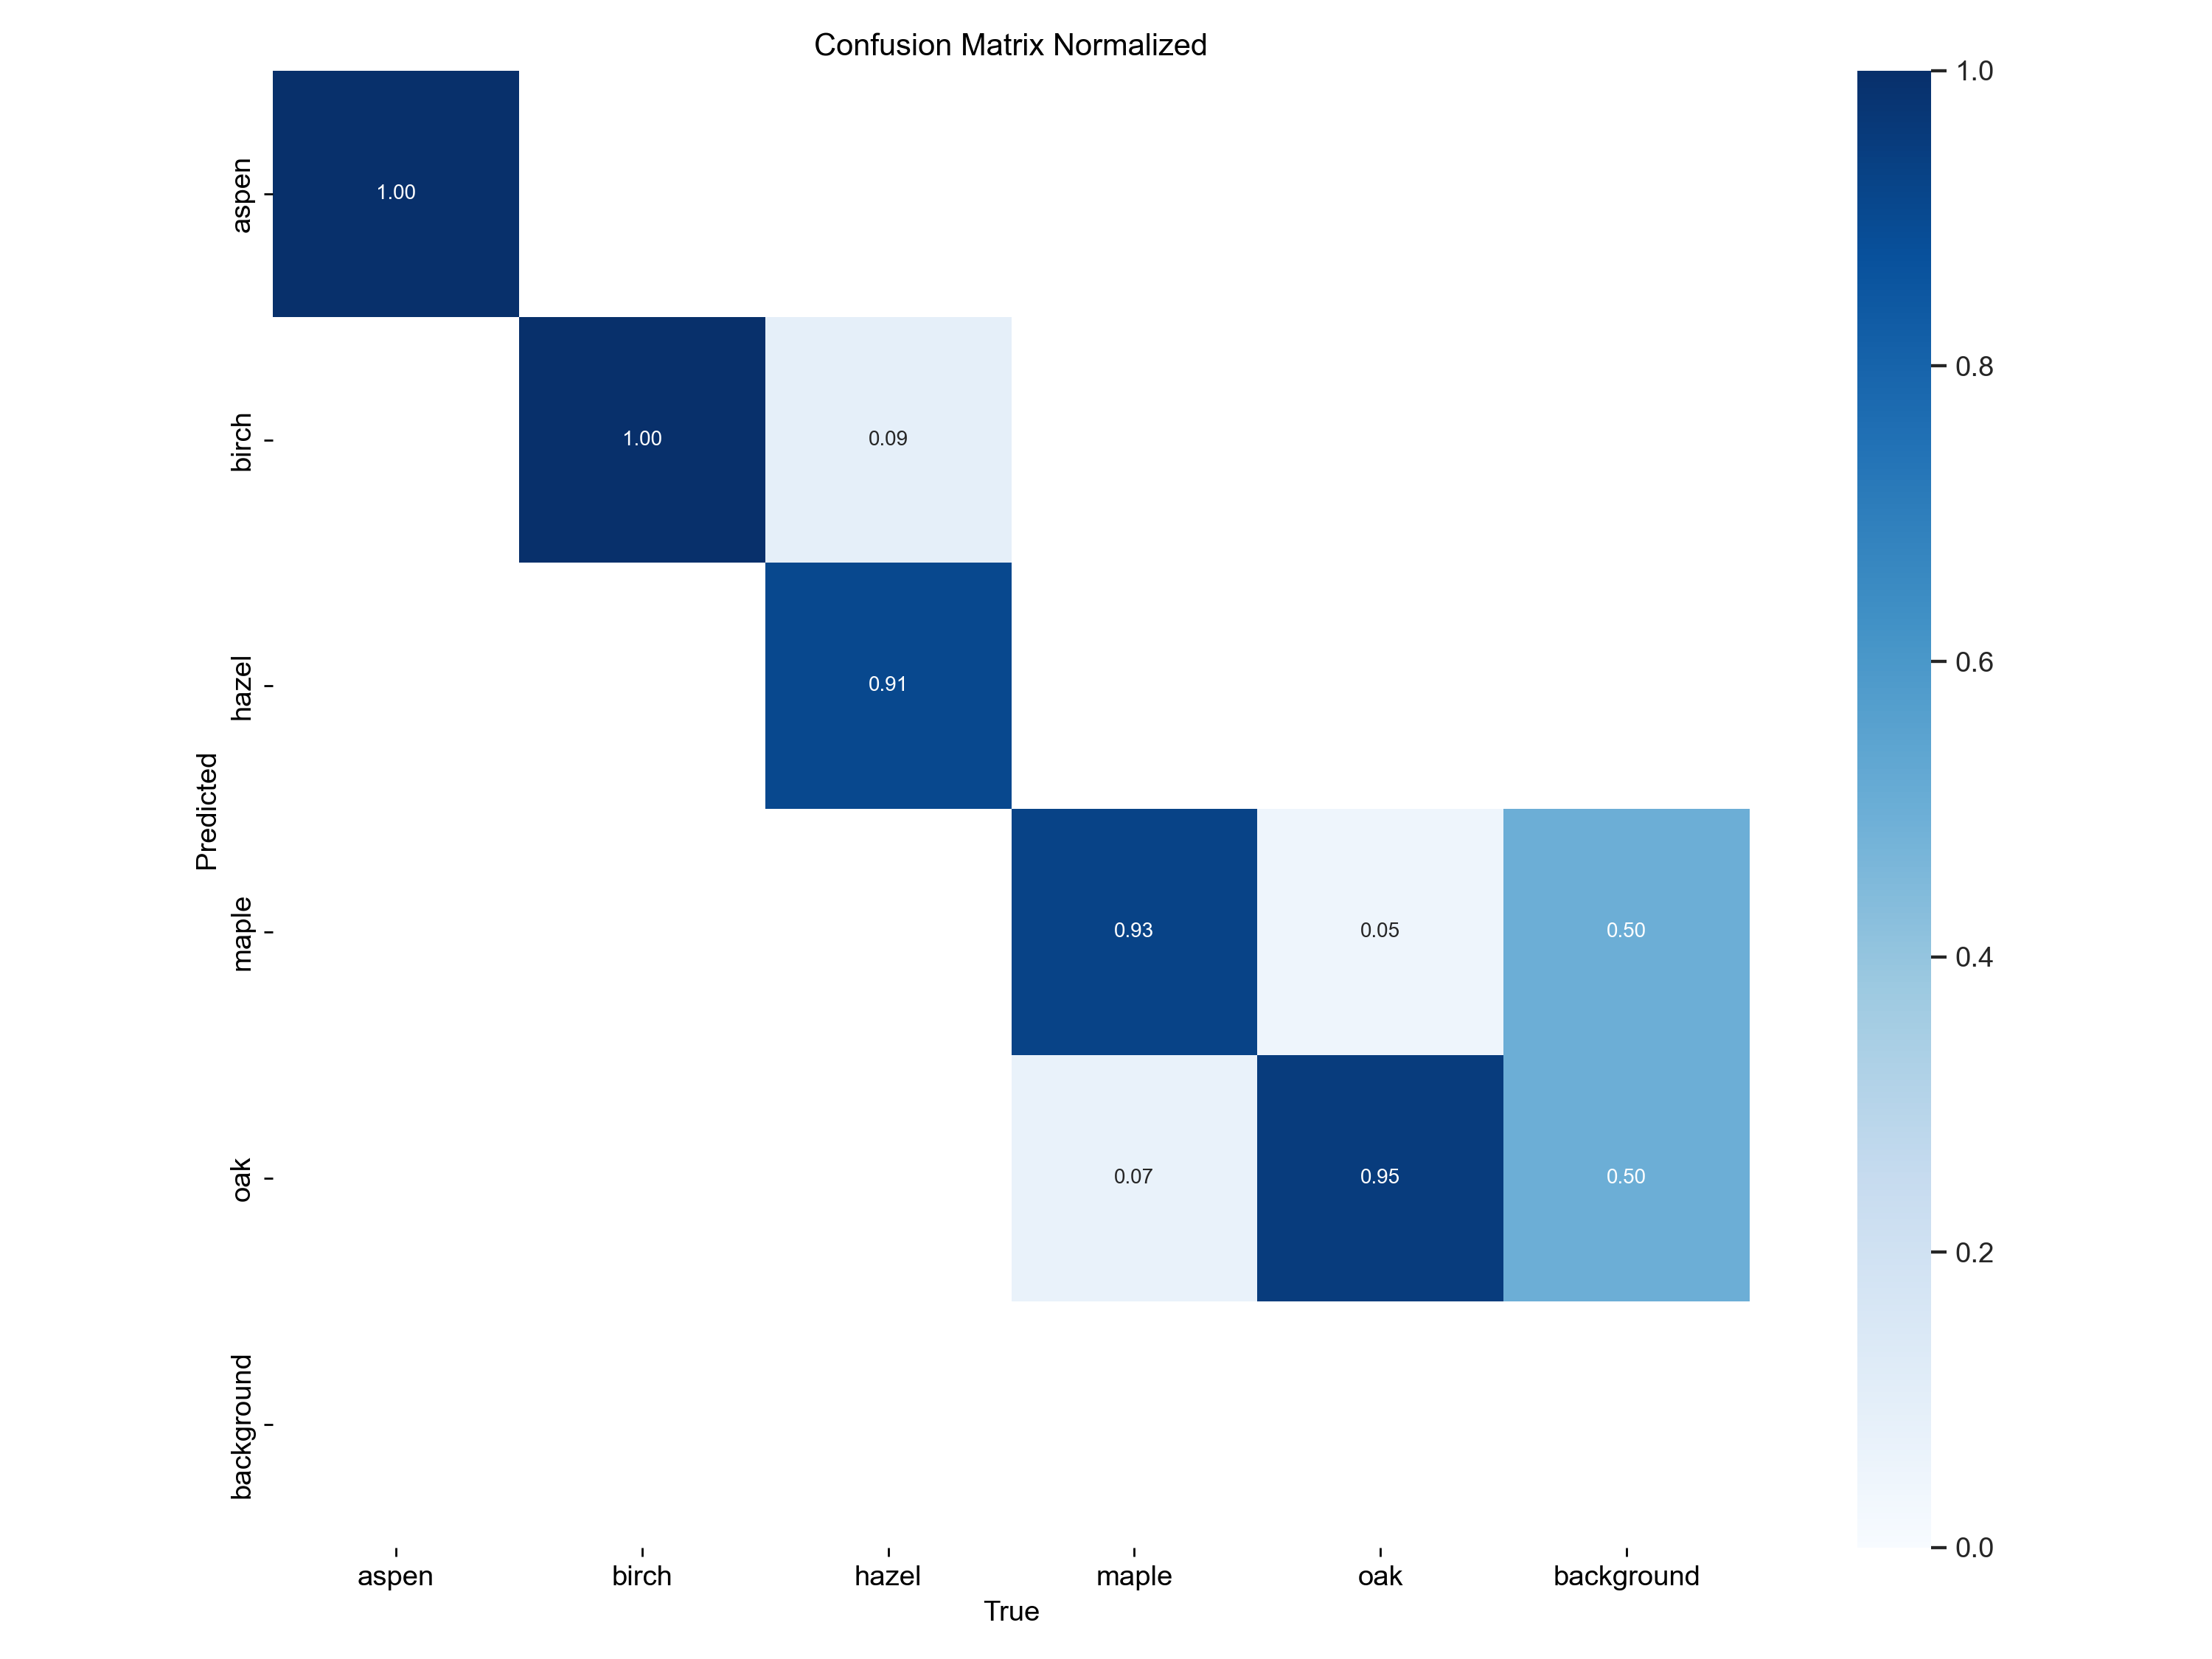 Confusion Matrix Normalized
1.0
aspen
1.00
0.8
birch
1.00 0.09
0.6
hazel
0.91
Predicted
maple
0.93 0.05 0.50
0.4
oak
0.07 0.95 0.50
0.2
background
0.0
aspen birch hazel maple oak background
True